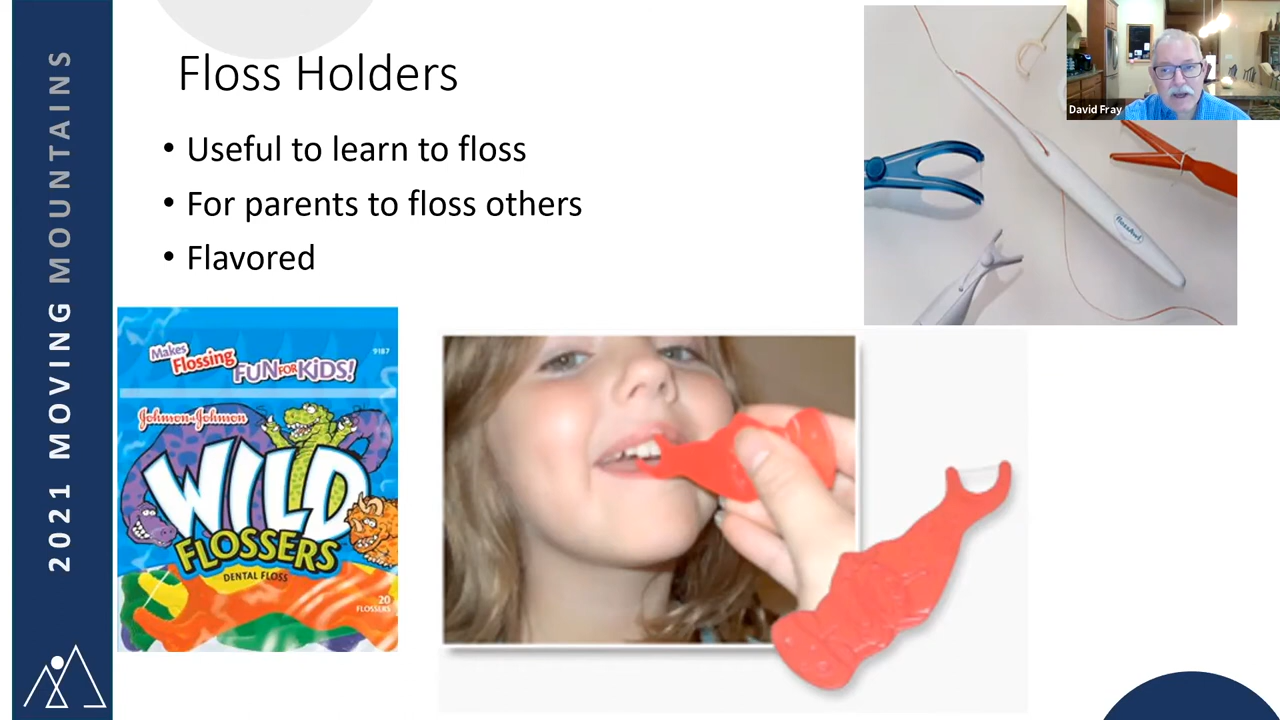 2021 MOVING MOUNTAINS
Floss Holders
• Useful to learn to floss
• For parents to floss others
• Flavored
David Fray
flossAwl
Makes
Flossing
FUN FOR KIDS!
9187
Johnson & Johnson
WILD
FLOSSERS
DENTAL FLOSS
20
FLOSSERS